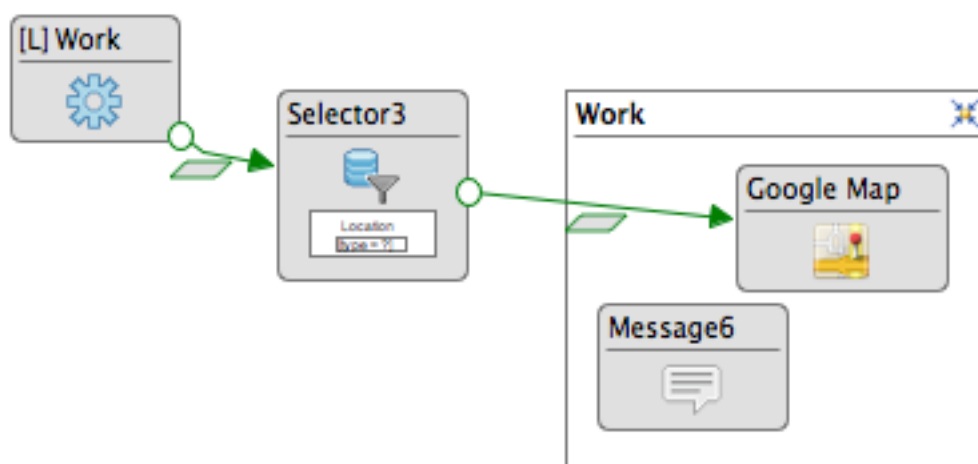 [L] Work
Selector3
Location
[type = ?]
Work
Google Map
Message6